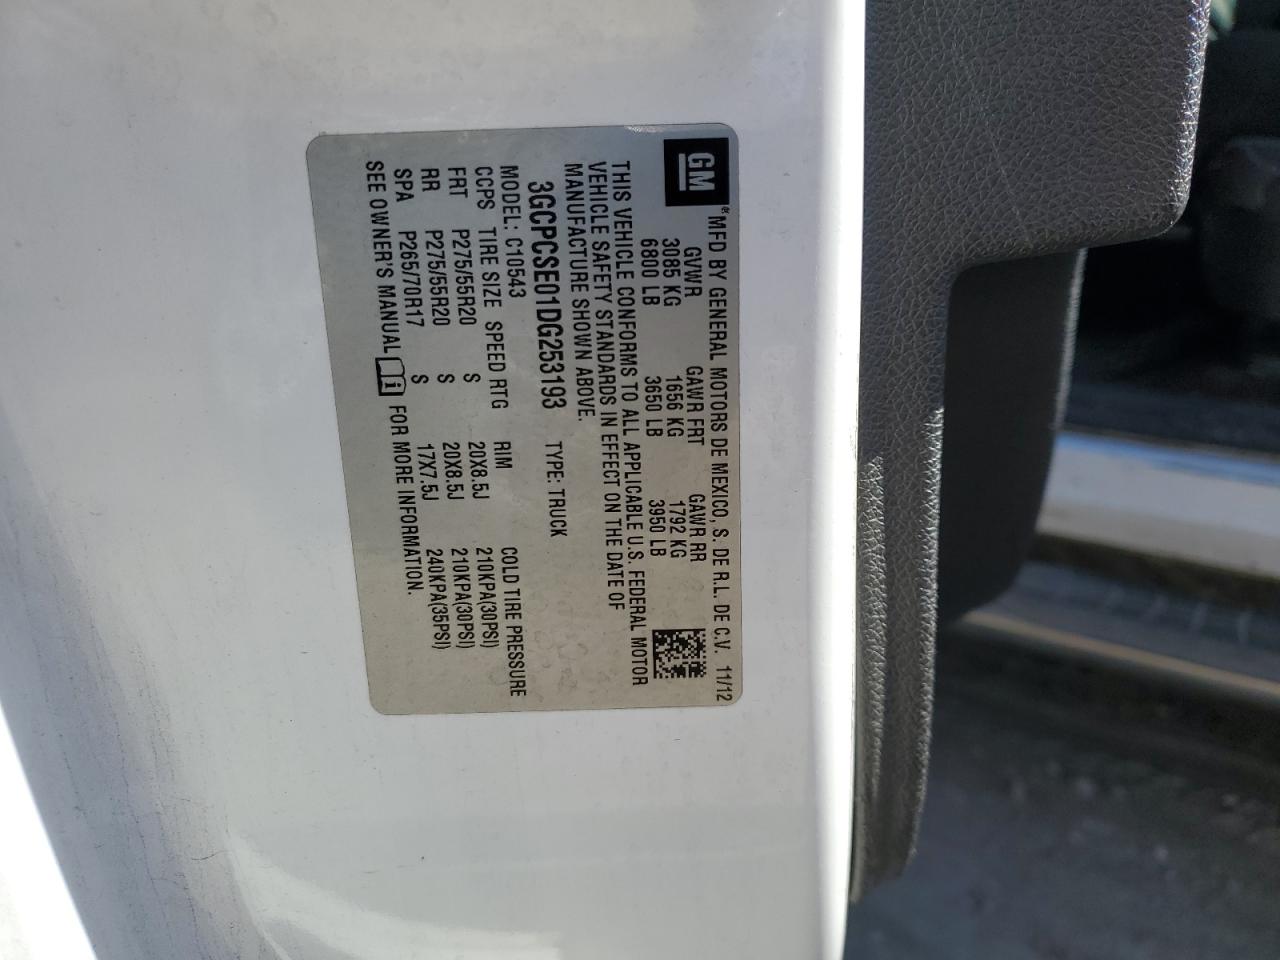 GM
MFD BY GENERAL MOTORS DE MEXICO, S. DE R.L. DE C.V. 11/12
GVWR GAWR FRT GAWR RR
3085 KG 1656 KG 1792 KG
6800 LB 3650 LB 3950 LB
THIS VEHICLE CONFORMS TO ALL APPLICABLE U.S. FEDERAL MOTOR
VEHICLE SAFETY STANDARDS IN EFFECT ON THE DATE OF
MANUFACTURE SHOWN ABOVE.
3GCPCSE01DG253193 TYPE: TRUCK
MODEL: C10543
CCPS TIRE SIZE SPEED RTG RIM COLD TIRE PRESSURE
FRT P275/55R20 S 20X8.5J 210KPA(30PSI)
RR P275/55R20 S 20X8.5J 210KPA(30PSI)
SPA P265/70R17 S 17X7.5J 240KPA(35PSI)
SEE OWNER'S MANUAL FOR MORE INFORMATION.